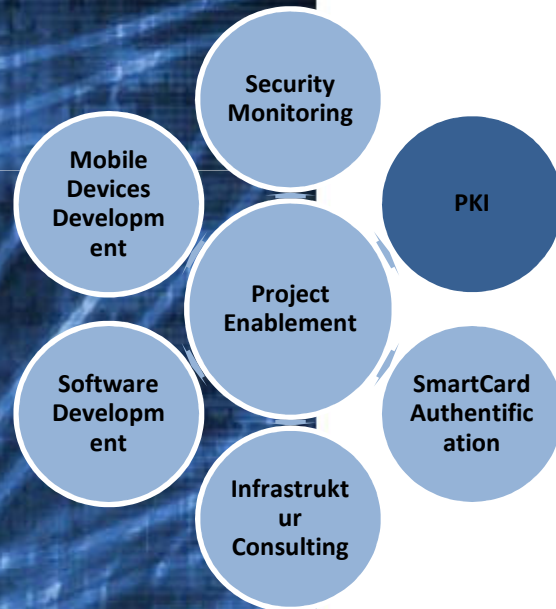 Security
Monitoring
Mobile
Devices
Developm
ent
PKI
Project
Enablement
Software
Developm
ent
SmartCard
Authentific
ation
Infrastrukt
ur
Consulting